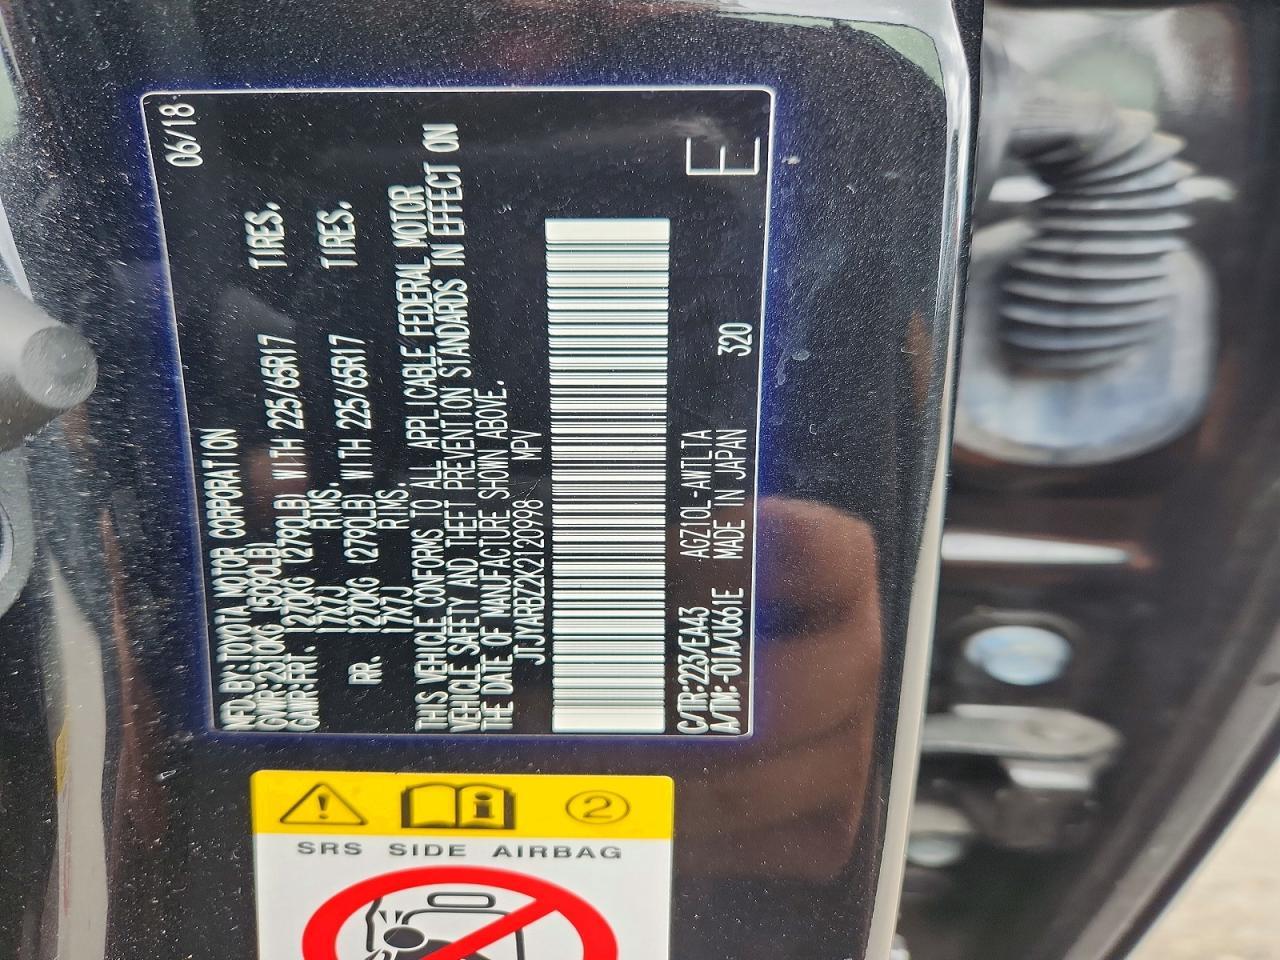 06/18
MFD. BY: TOYOTA MOTOR CORPORATION
GVWR: 2310KG (5090LB)
GAWR: FRT. 1270KG (2790LB) WITH 225/65R17 TIRES.
17X7J RIMS.
RR. 1270KG (2790LB) WITH 225/65R17 TIRES.
17X7J RIMS.
THIS VEHICLE CONFORMS TO ALL APPLICABLE FEDERAL MOTOR
VEHICLE SAFETY AND THEFT PREVENTION STANDARDS IN EFFECT ON
THE DATE OF MANUFACTURE SHOWN ABOVE.
JTJYARBZ2K2120998 MPV
C/TR: 223/EA43 AGZ10L-AWTLTA
A/TM: -01A/U661E MADE IN JAPAN 320
E
2
SRS SIDE AIRBAG